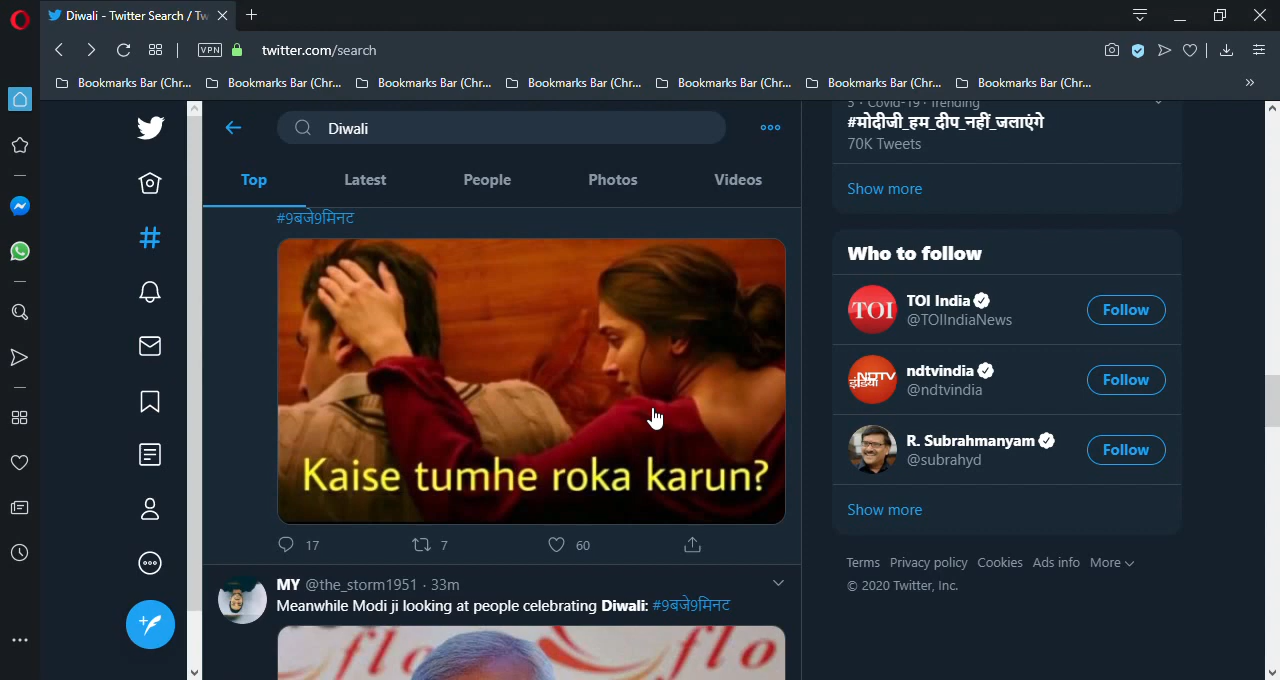 Diwali - Twitter Search / Tw
VPN
twitter.com/search
Bookmarks Bar (Chr...
Bookmarks Bar (Chr...
Bookmarks Bar (Chr...
Bookmarks Bar (Chr...
Bookmarks Bar (Chr...
Bookmarks Bar (Chr...
Bookmarks Bar (Chr...
Diwali
Top
Latest
People
Photos
Videos
#9बजे9मिनट
Kaise tumhe roka karun?
17
7
60
MY @the_storm1951 · 33m
Meanwhile Modi ji looking at people celebrating Diwali: #9बजे9मिनट
flo
flo
5 · Covid-19 · Trending
#मोदीजी_हम_दीप_नहीं_जलाएंगे
70K Tweets
Show more
Who to follow
TOI
TOI India
@TOIIndiaNews
Follow
NDTV
इंडिया
ndtvindia
@ndtvindia
Follow
R. Subrahmanyam
@subrahyd
Follow
Show more
Terms Privacy policy Cookies Ads info More
© 2020 Twitter, Inc.